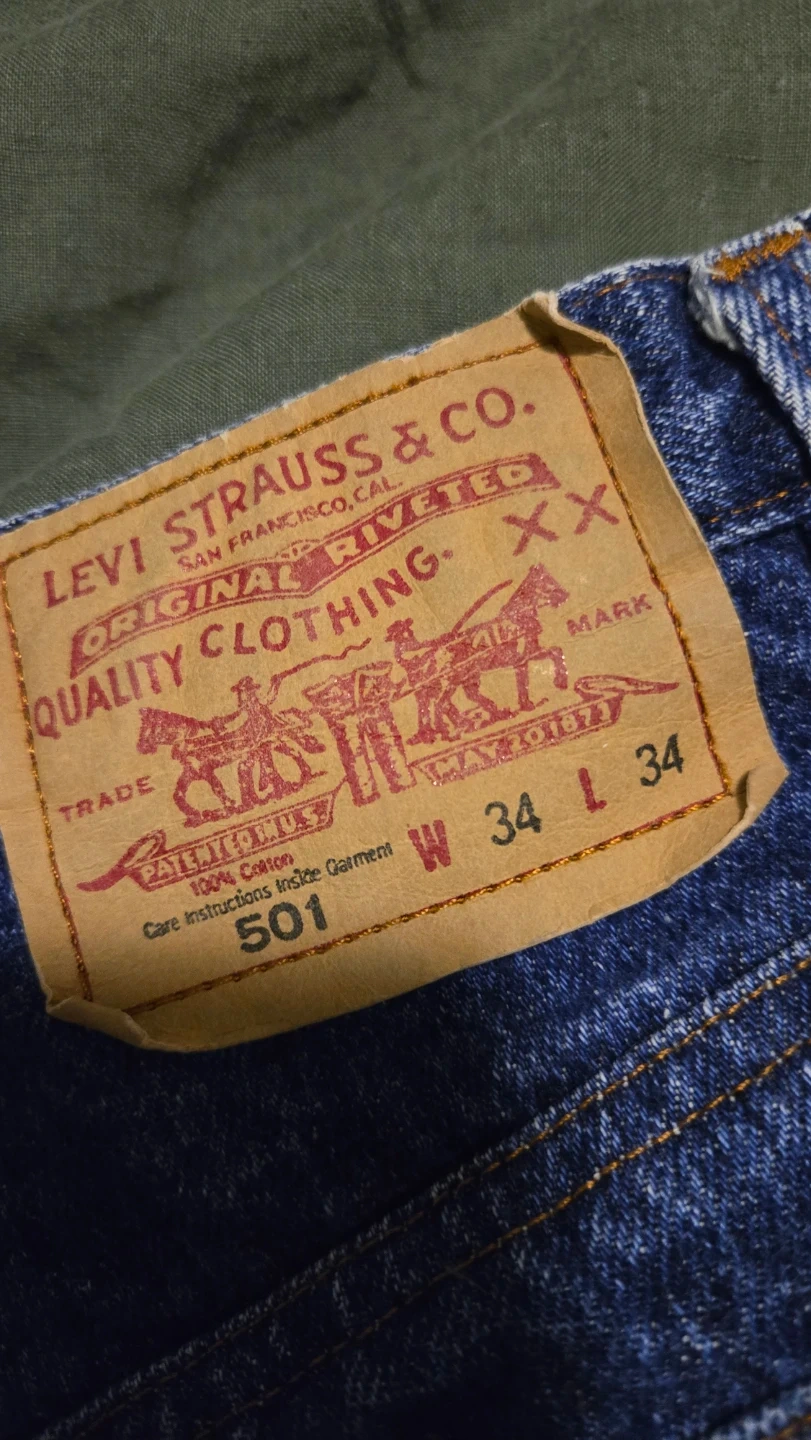 LEVI STRAUSS & CO.
SAN FRANCISCO, CAL.
ORIGINAL RIVETED
QUALITY CLOTHING.
XX
TRADE MARK
PATENTED IN U.S.
MAY 20 1873
100% Cotton
Care Instructions Inside Garment
W 34 L 34
501